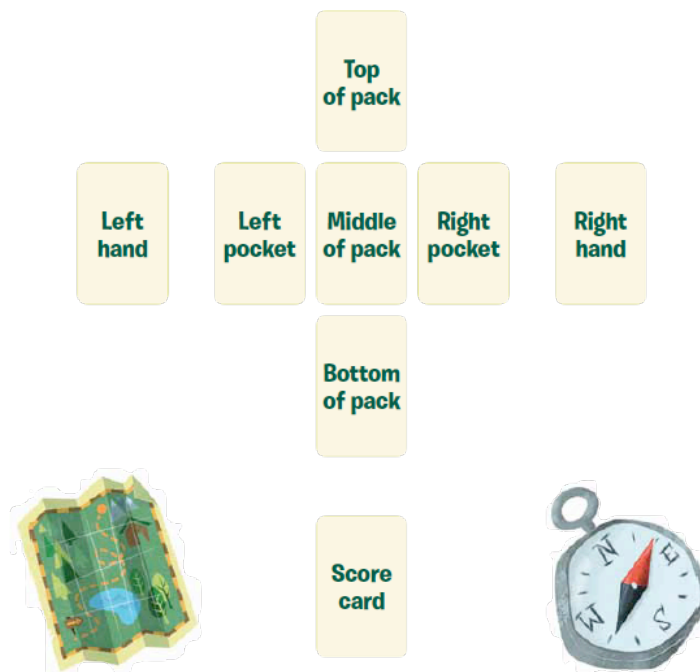 Top
of pack
Left
hand
Left
pocket
Middle
of pack
Right
pocket
Right
hand
Bottom
of pack
Score
card
N
E
S
W